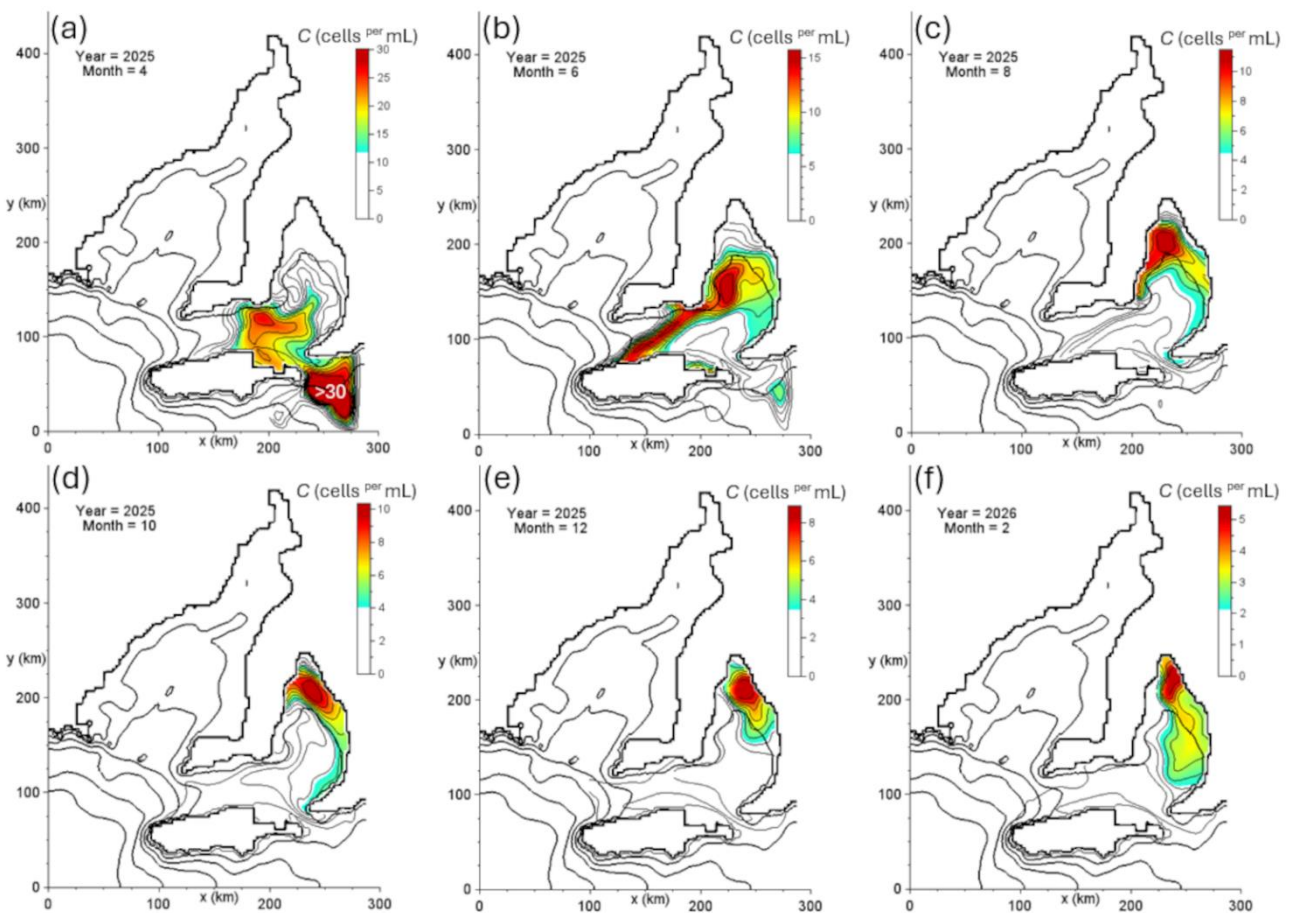 (a)
C (cells per mL)
Year = 2025
Month = 4
30
25
20
15
10
5
0
400
300
y (km)
200
100
0
>30
0
100
x (km)
200
300
(b)
C (cells per mL)
Year = 2025
Month = 6
15
10
5
0
400
300
y (km)
200
100
0
0
100
x (km)
200
300
(c)
C (cells per mL)
Year = 2025
Month = 8
10
8
6
4
2
0
400
300
y (km)
200
100
0
0
100
x (km)
200
300
(d)
C (cells per mL)
Year = 2025
Month = 10
10
8
6
4
2
0
400
300
y (km)
200
100
0
0
100
x (km)
200
300
(e)
C (cells per mL)
Year = 2025
Month = 12
8
6
4
2
0
400
300
y (km)
200
100
0
0
100
x (km)
200
300
(f)
C (cells per mL)
Year = 2026
Month = 2
5
4
3
2
1
0
400
300
y (km)
200
100
0
0
100
x (km)
200
300